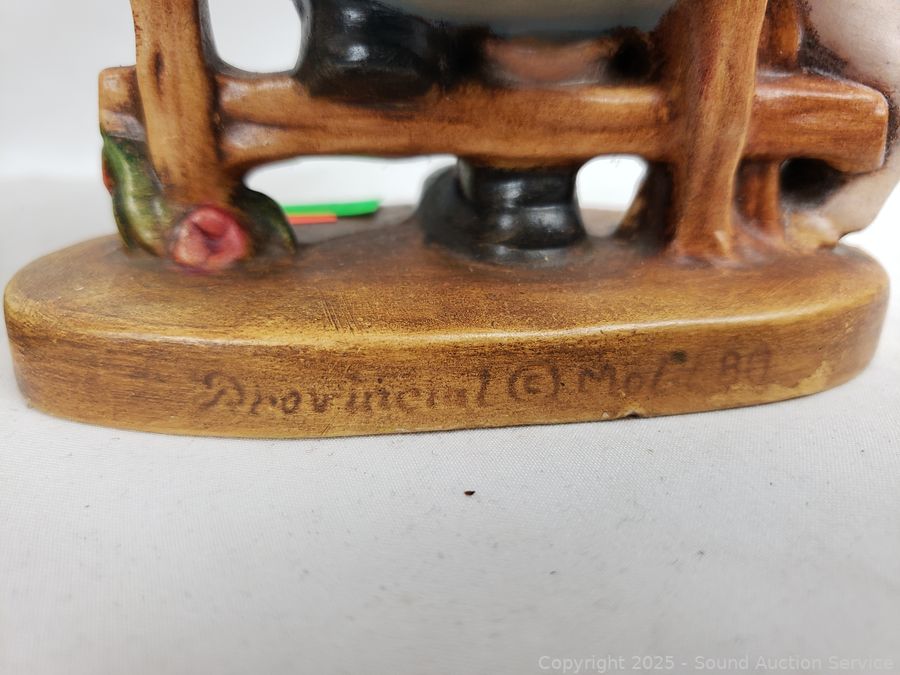 Provincial (C) Mold 80
Copyright 2025 - Sound Auction Service